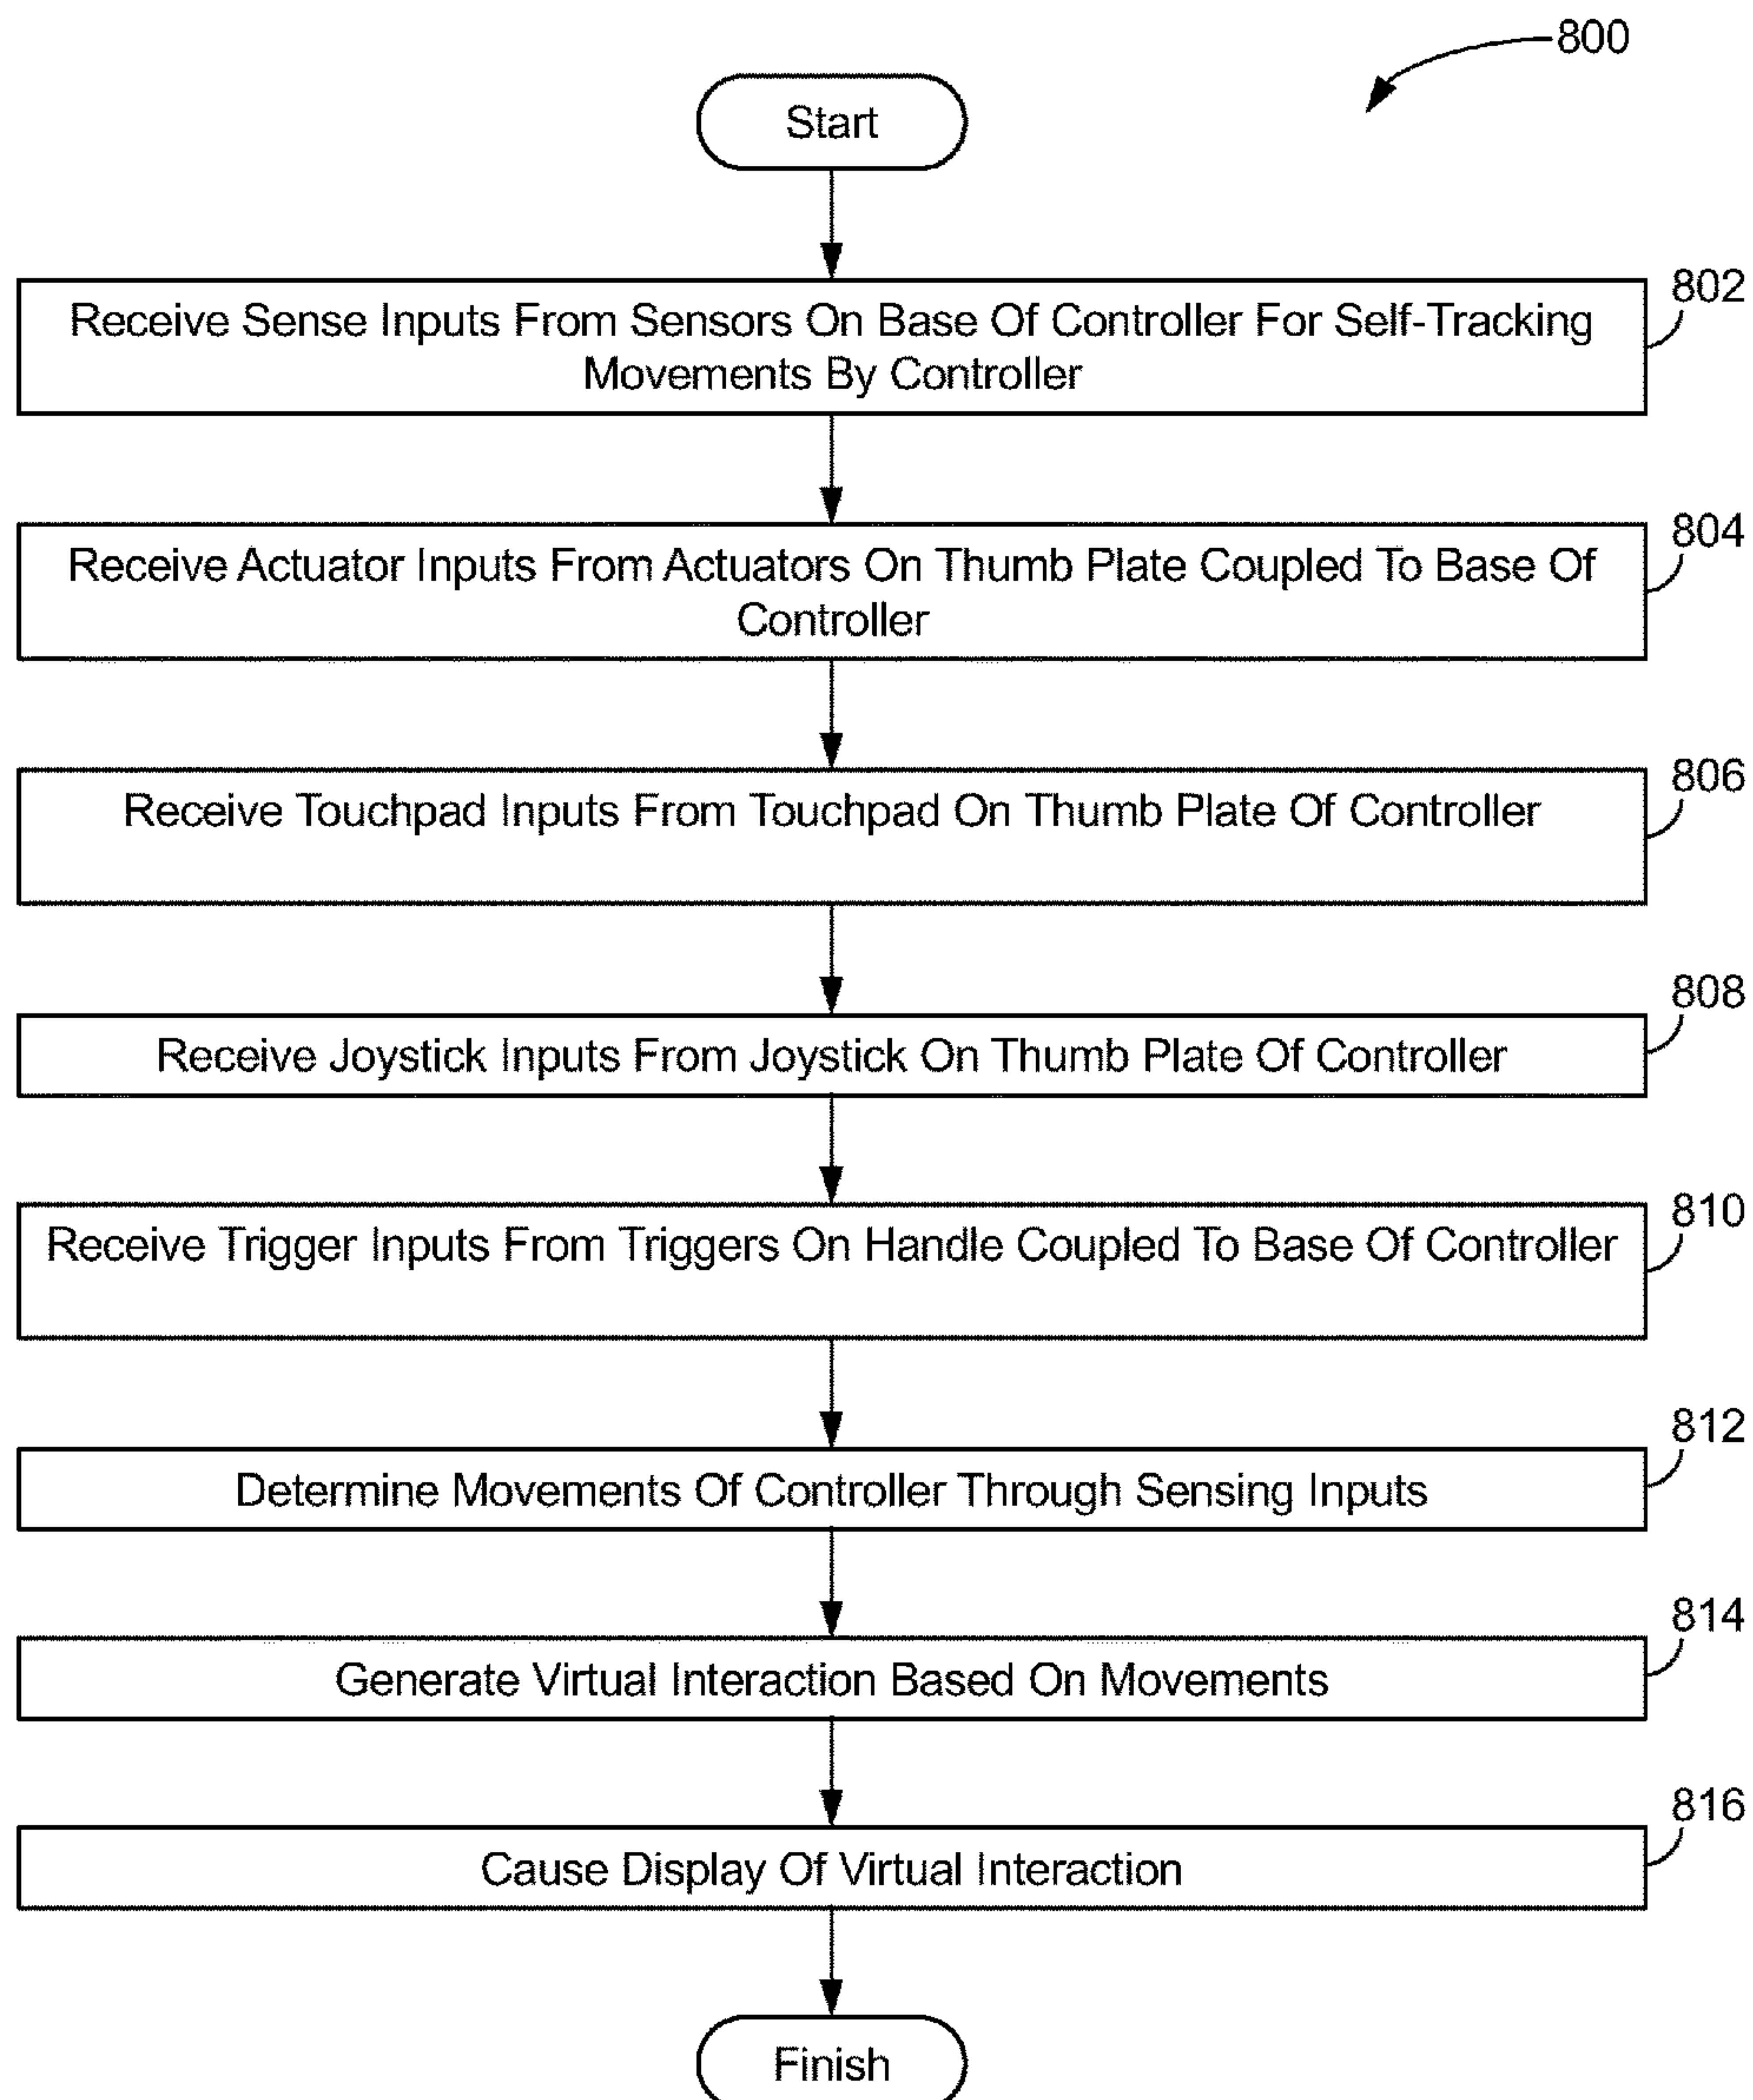 800
Start
802
Receive Sense Inputs From Sensors On Base Of Controller For Self-Tracking
Movements By Controller
804
Receive Actuator Inputs From Actuators On Thumb Plate Coupled To Base Of
Controller
806
Receive Touchpad Inputs From Touchpad On Thumb Plate Of Controller
808
Receive Joystick Inputs From Joystick On Thumb Plate Of Controller
810
Receive Trigger Inputs From Triggers On Handle Coupled To Base Of Controller
812
Determine Movements Of Controller Through Sensing Inputs
814
Generate Virtual Interaction Based On Movements
816
Cause Display Of Virtual Interaction
Finish